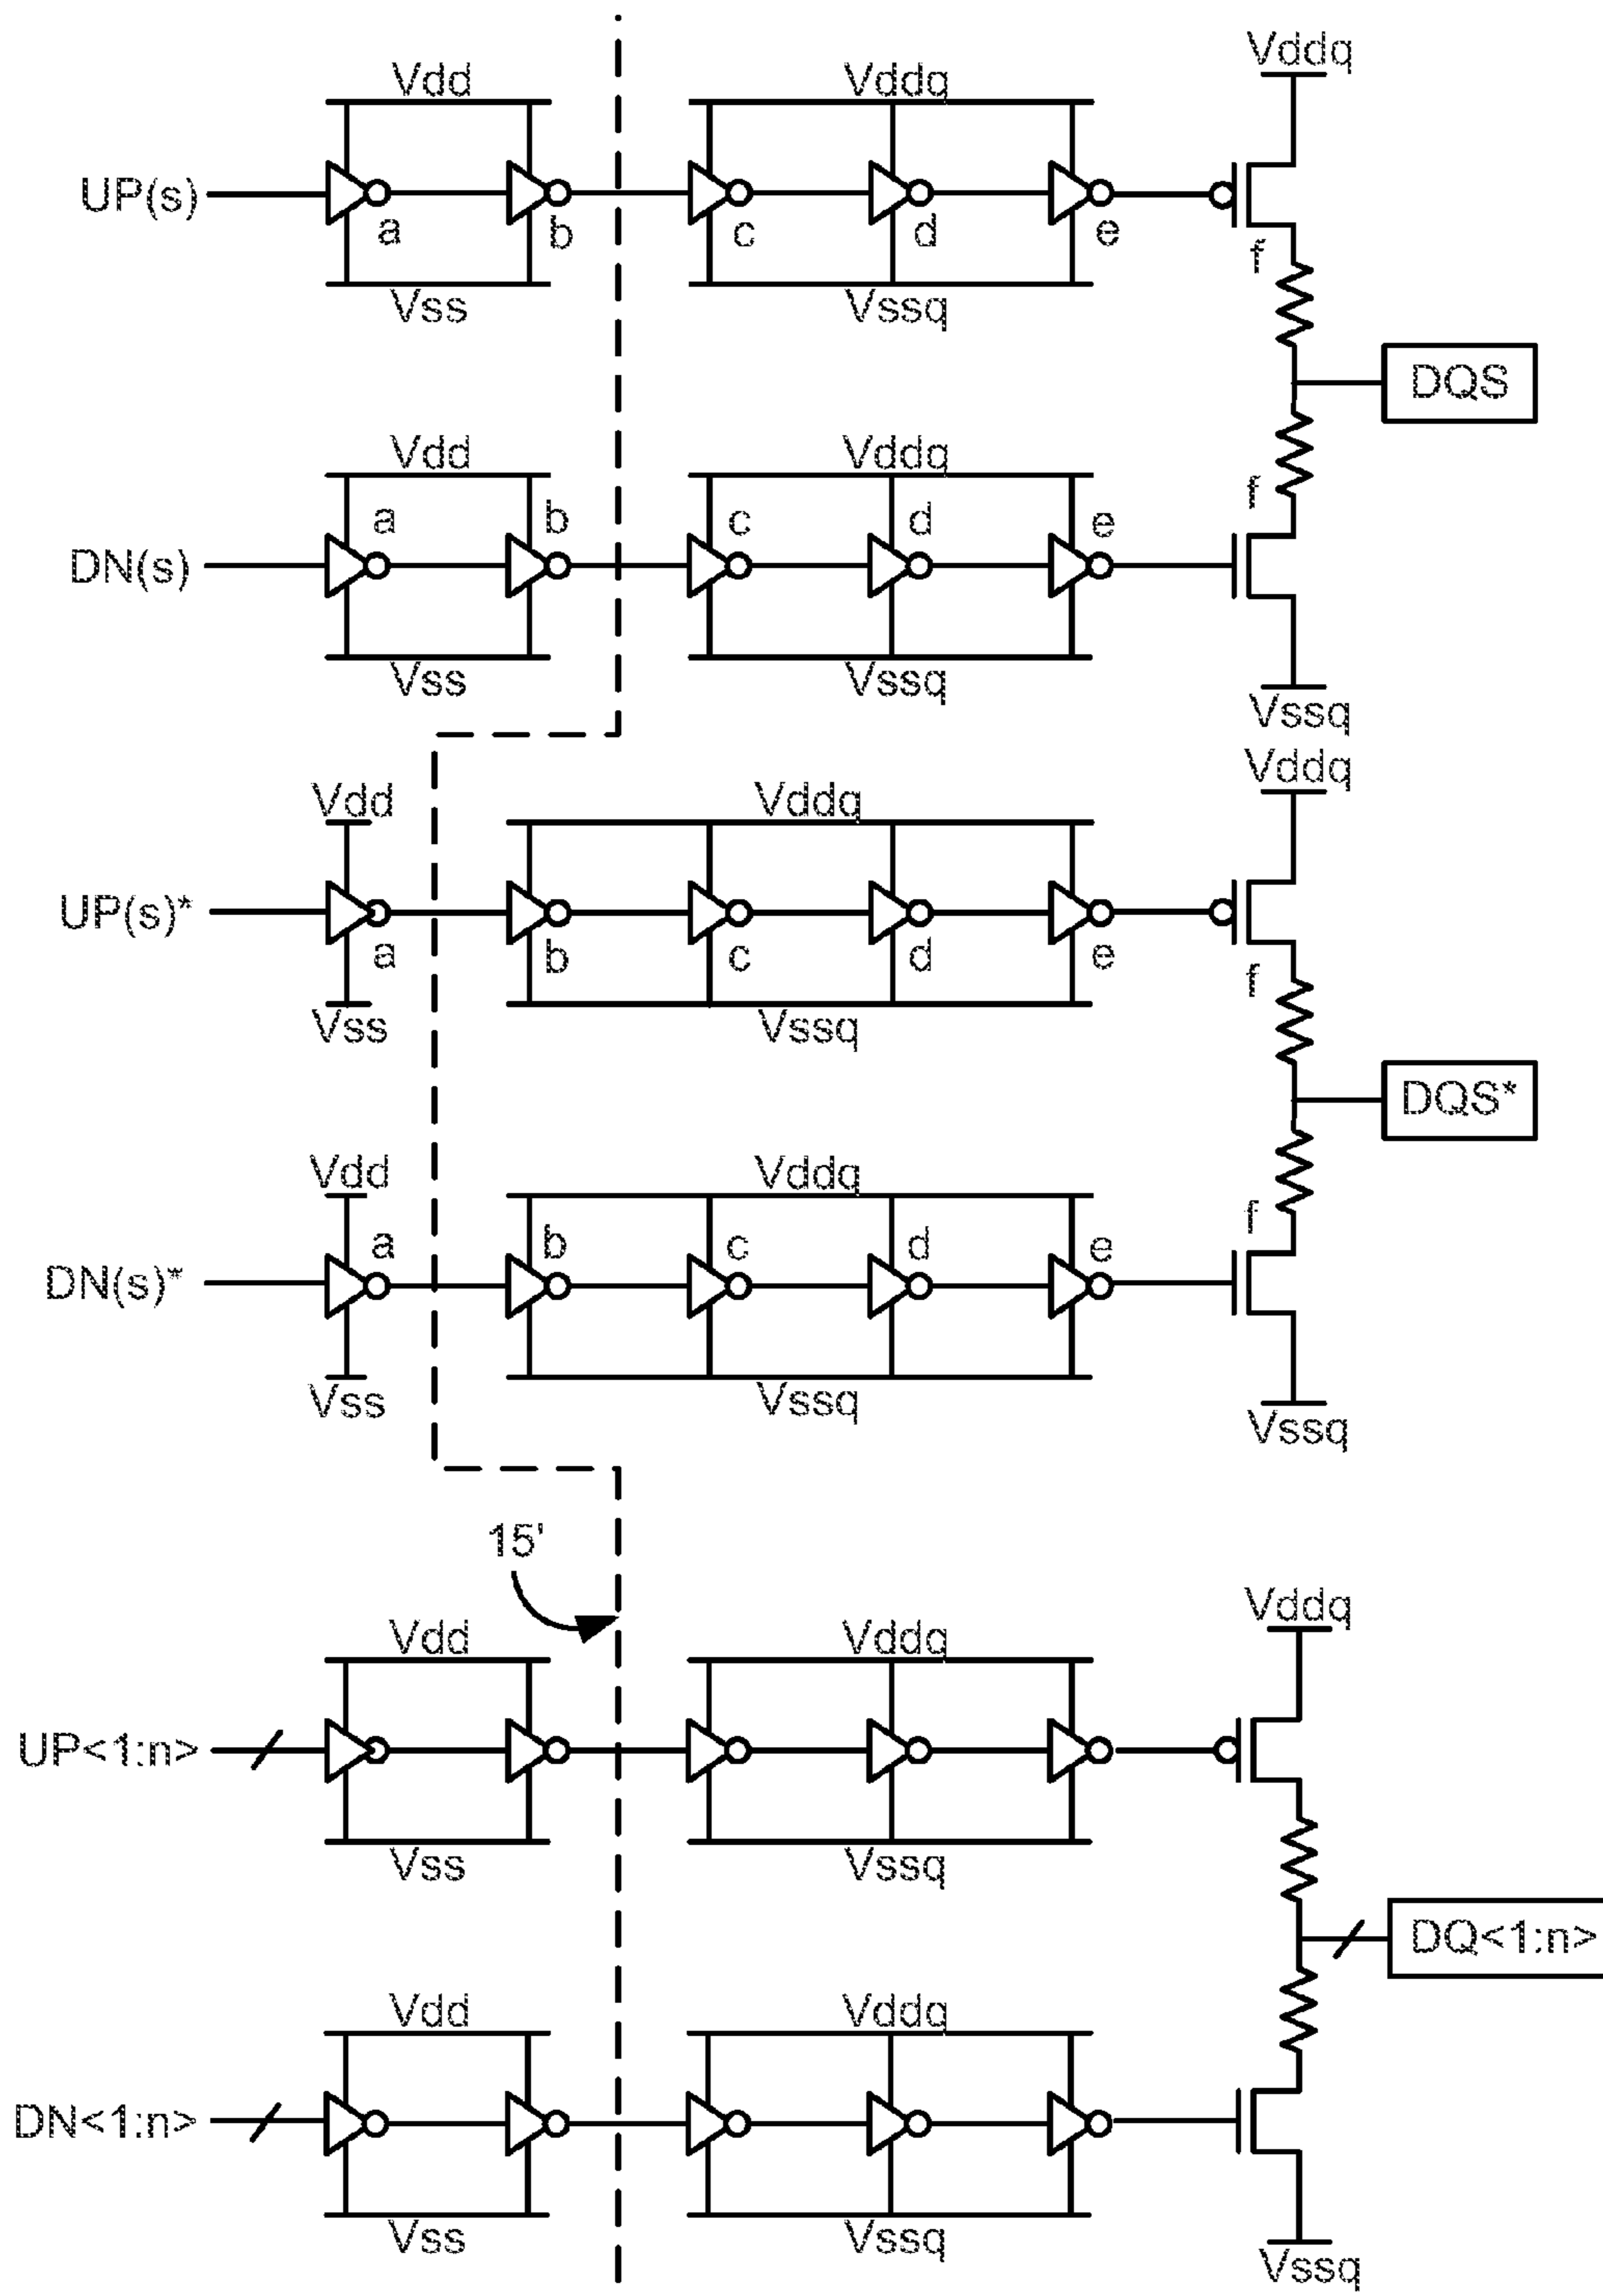 Vddq
Vdd
Vddq
UP(s)
a
b
c
d
e
f
Vss
Vssq
DQS
Vdd
Vddq
f
a
b
c
d
e
DN(s)
Vss
Vssq
Vssq
Vddq
Vdd
Vddq
UP(s)*
a
b
c
d
e
f
Vss
Vssq
DQS*
Vdd
Vddq
f
a
b
c
d
e
DN(s)*
Vss
Vssq
Vssq
15'
Vddq
Vdd
Vddq
UP<1:n>
Vss
Vssq
DQ<1:n>
Vdd
Vddq
DN<1:n>
Vss
Vssq
Vssq